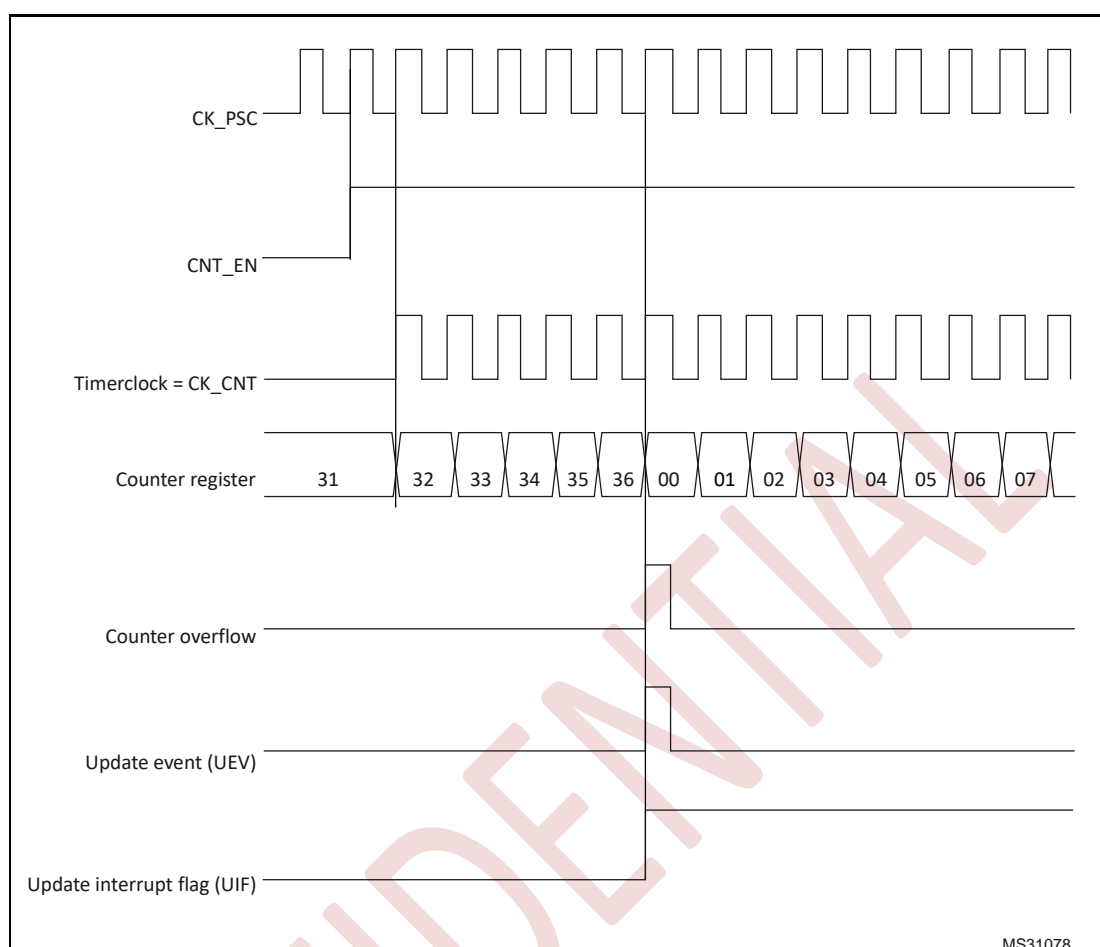 CK_PSC
CNT_EN
Timerclock = CK_CNT
Counter register 31 32 33 34 35 36 00 01 02 03 04 05 06 07
Counter overflow
Update event (UEV)
Update interrupt flag (UIF)
MS31078